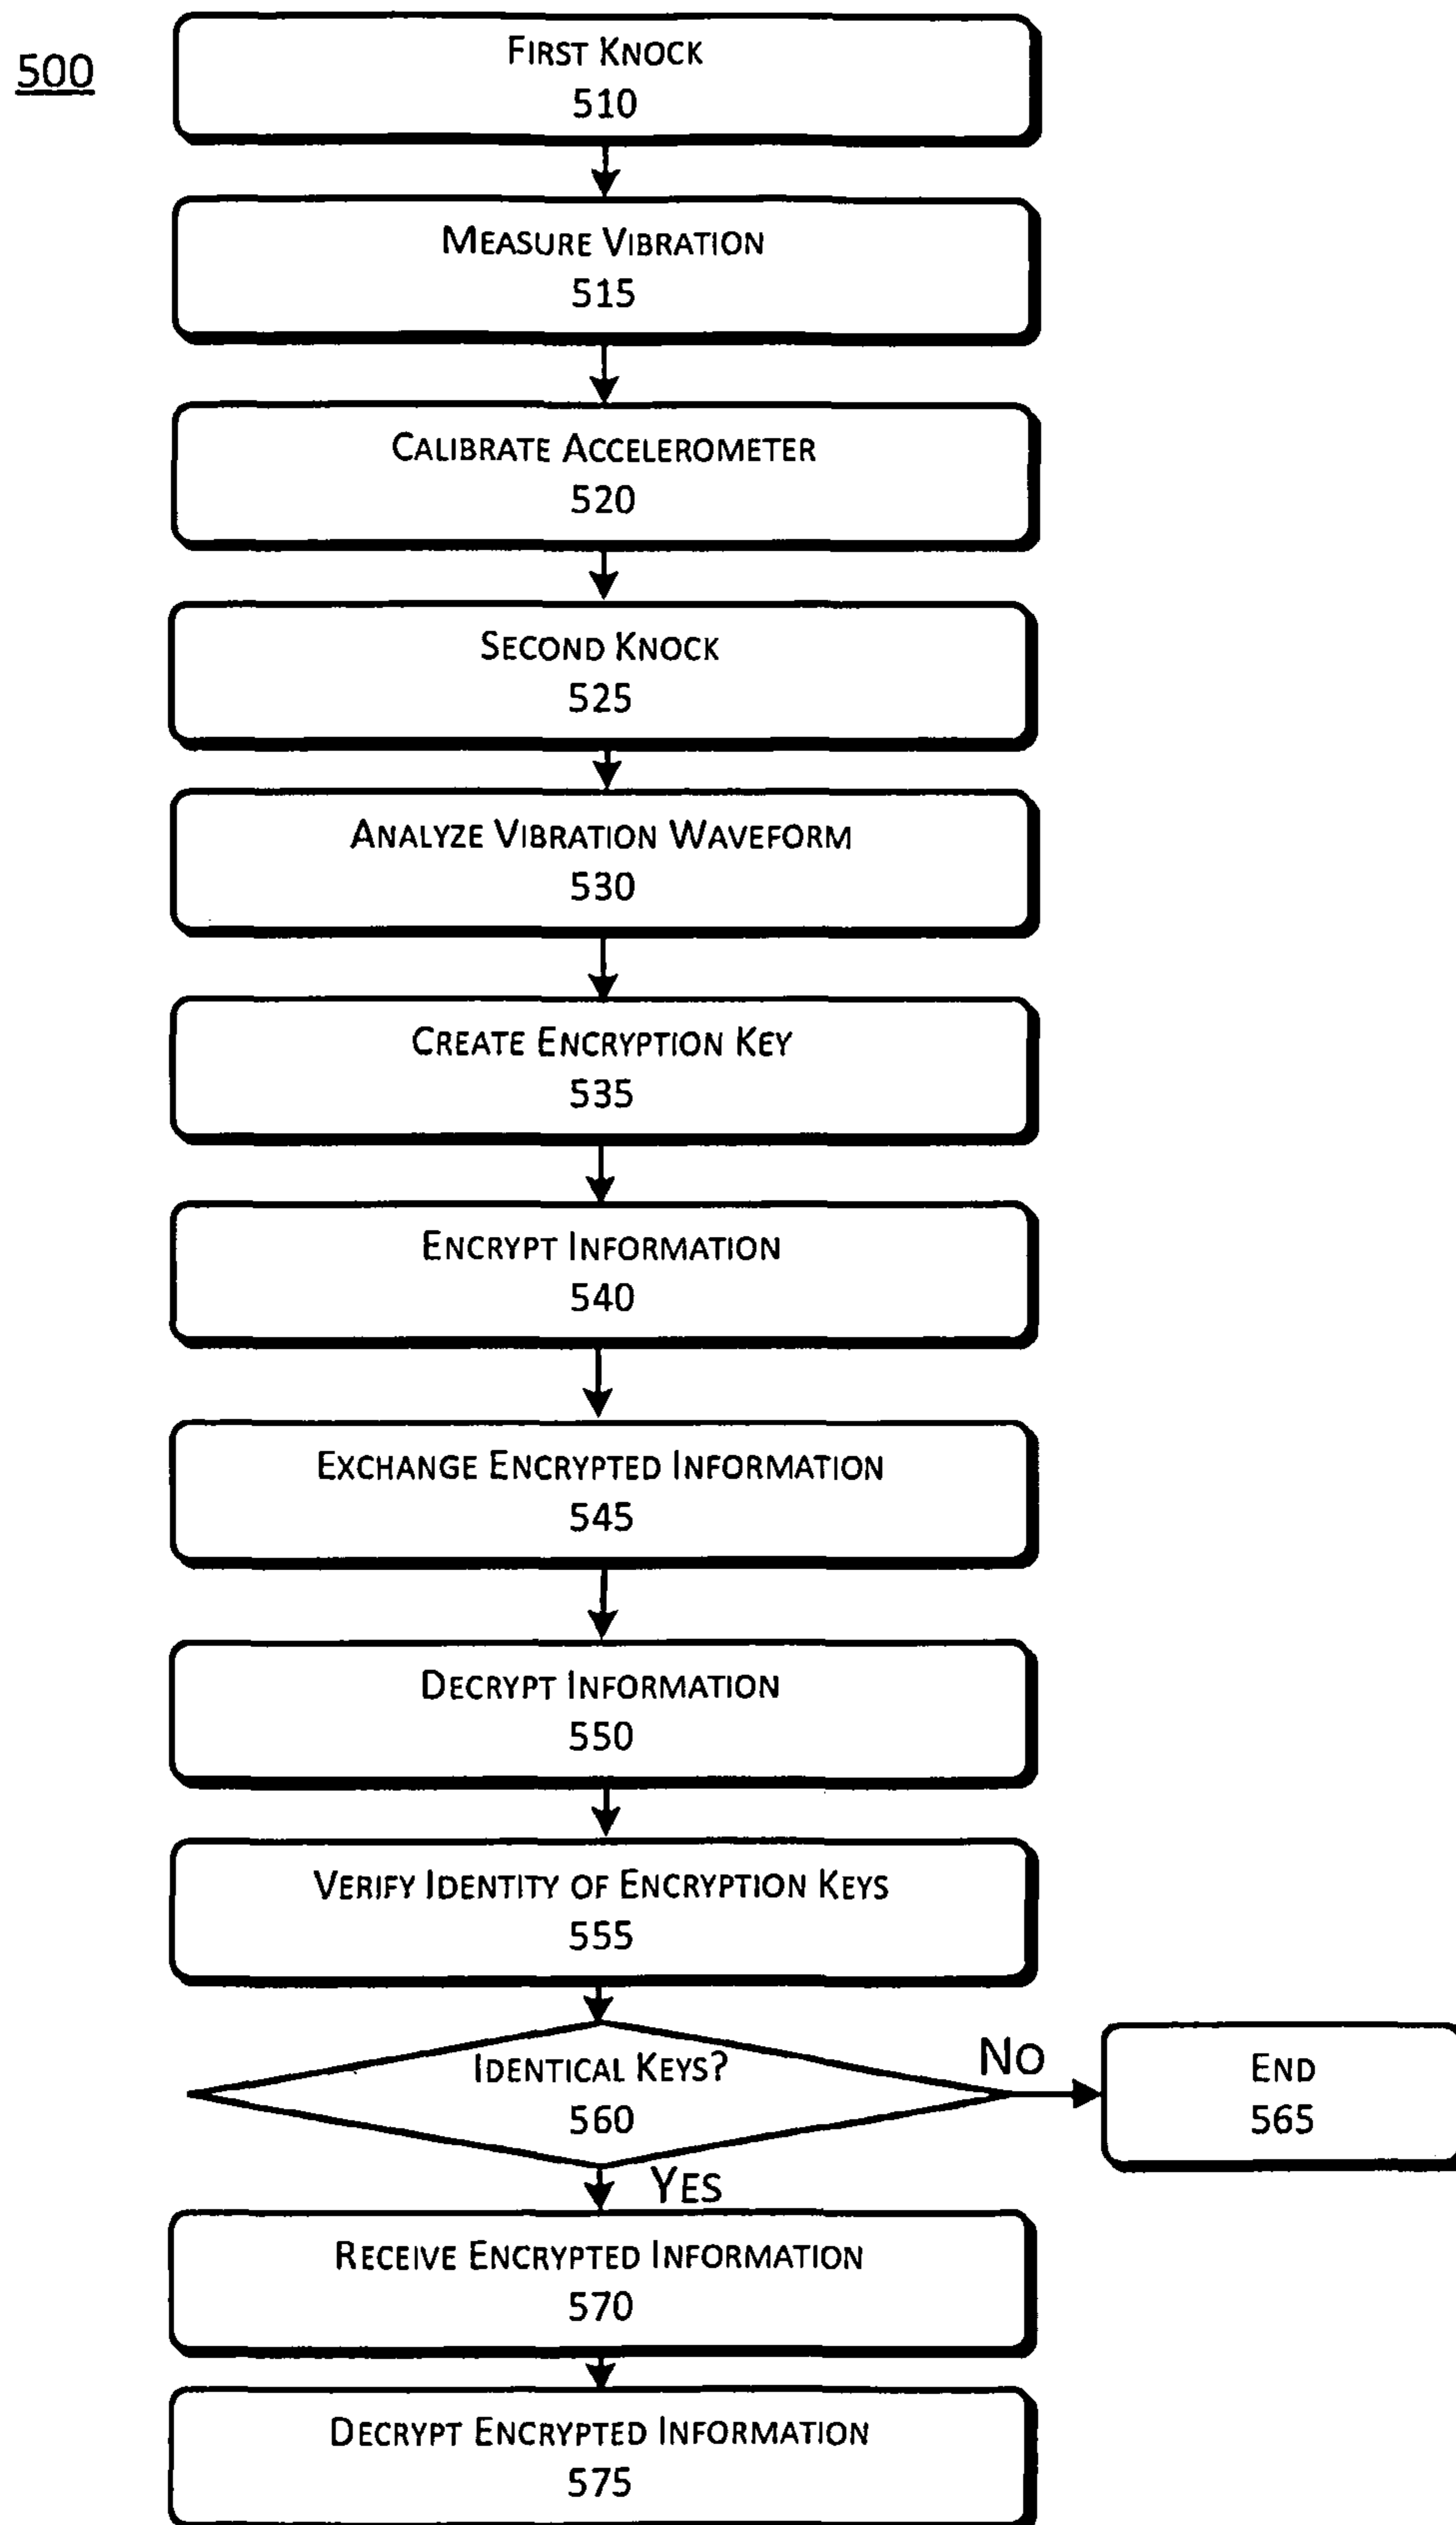 500
FIRST KNOCK
510
MEASURE VIBRATION
515
CALIBRATE ACCELEROMETER
520
SECOND KNOCK
525
ANALYZE VIBRATION WAVEFORM
530
CREATE ENCRYPTION KEY
535
ENCRYPT INFORMATION
540
EXCHANGE ENCRYPTED INFORMATION
545
DECRYPT INFORMATION
550
VERIFY IDENTITY OF ENCRYPTION KEYS
555
IDENTICAL KEYS?
560
NO
END
565
YES
RECEIVE ENCRYPTED INFORMATION
570
DECRYPT ENCRYPTED INFORMATION
575